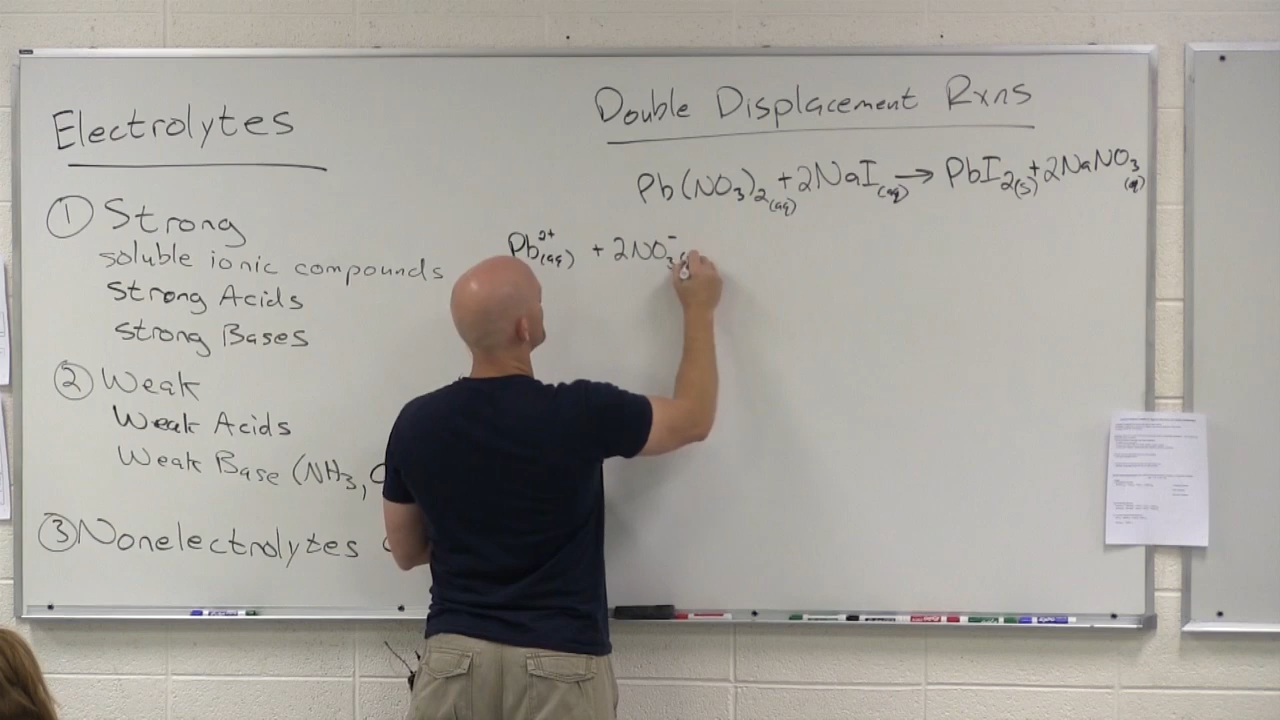 Electrolytes
① Strong
soluble ionic compounds
Strong Acids
Strong Bases
② Weak
Weak Acids
Weak Base (NH₃,
③ Nonelectrolytes
Double Displacement Rxns
Pb(NO₃)₂(aq) + 2NaI(aq) → PbI₂(s) + 2NaNO₃(aq)
Pb²⁺(aq) + 2NO₃⁻